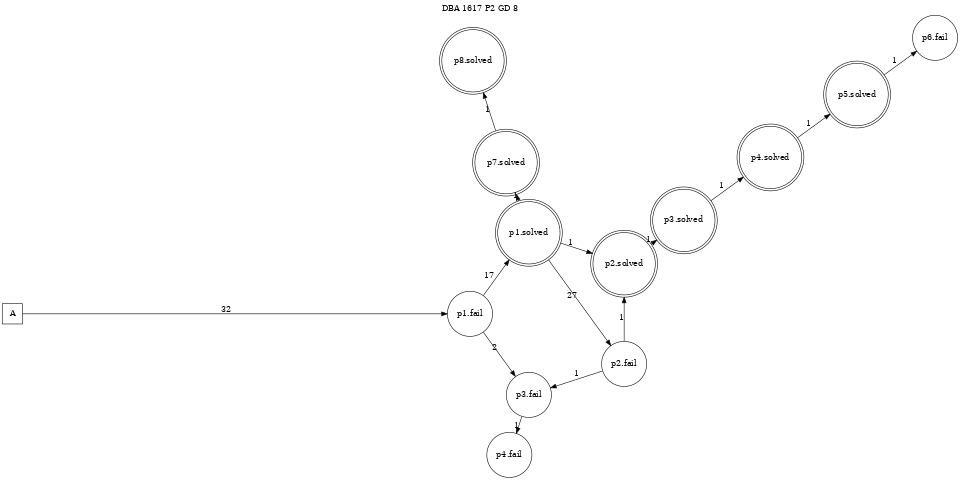 DBA 1617 P2 GD 8
p6.fail
p8.solved
1
p5.solved
1
1
p4.solved
p7.solved
1
p3.solved
p1.solved
1
1
p2.solved
17
27
A
32
p1.fail
1
2
p2.fail
1
p3.fail
1
p4.fail